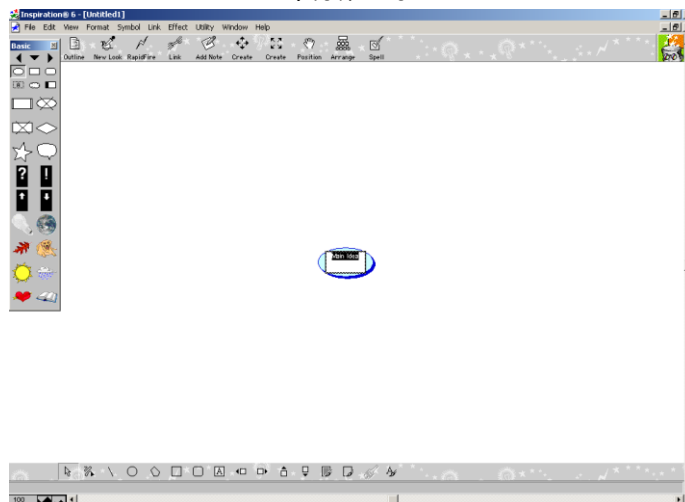 Inspiration® 6 - [Untitled1]
File Edit View Format Symbol Link Effect Utility Window Help
Basic
Outline New Look RapidFire Link Add Note Create Create Position Arrange Spell
? !
Main Idea
A
100